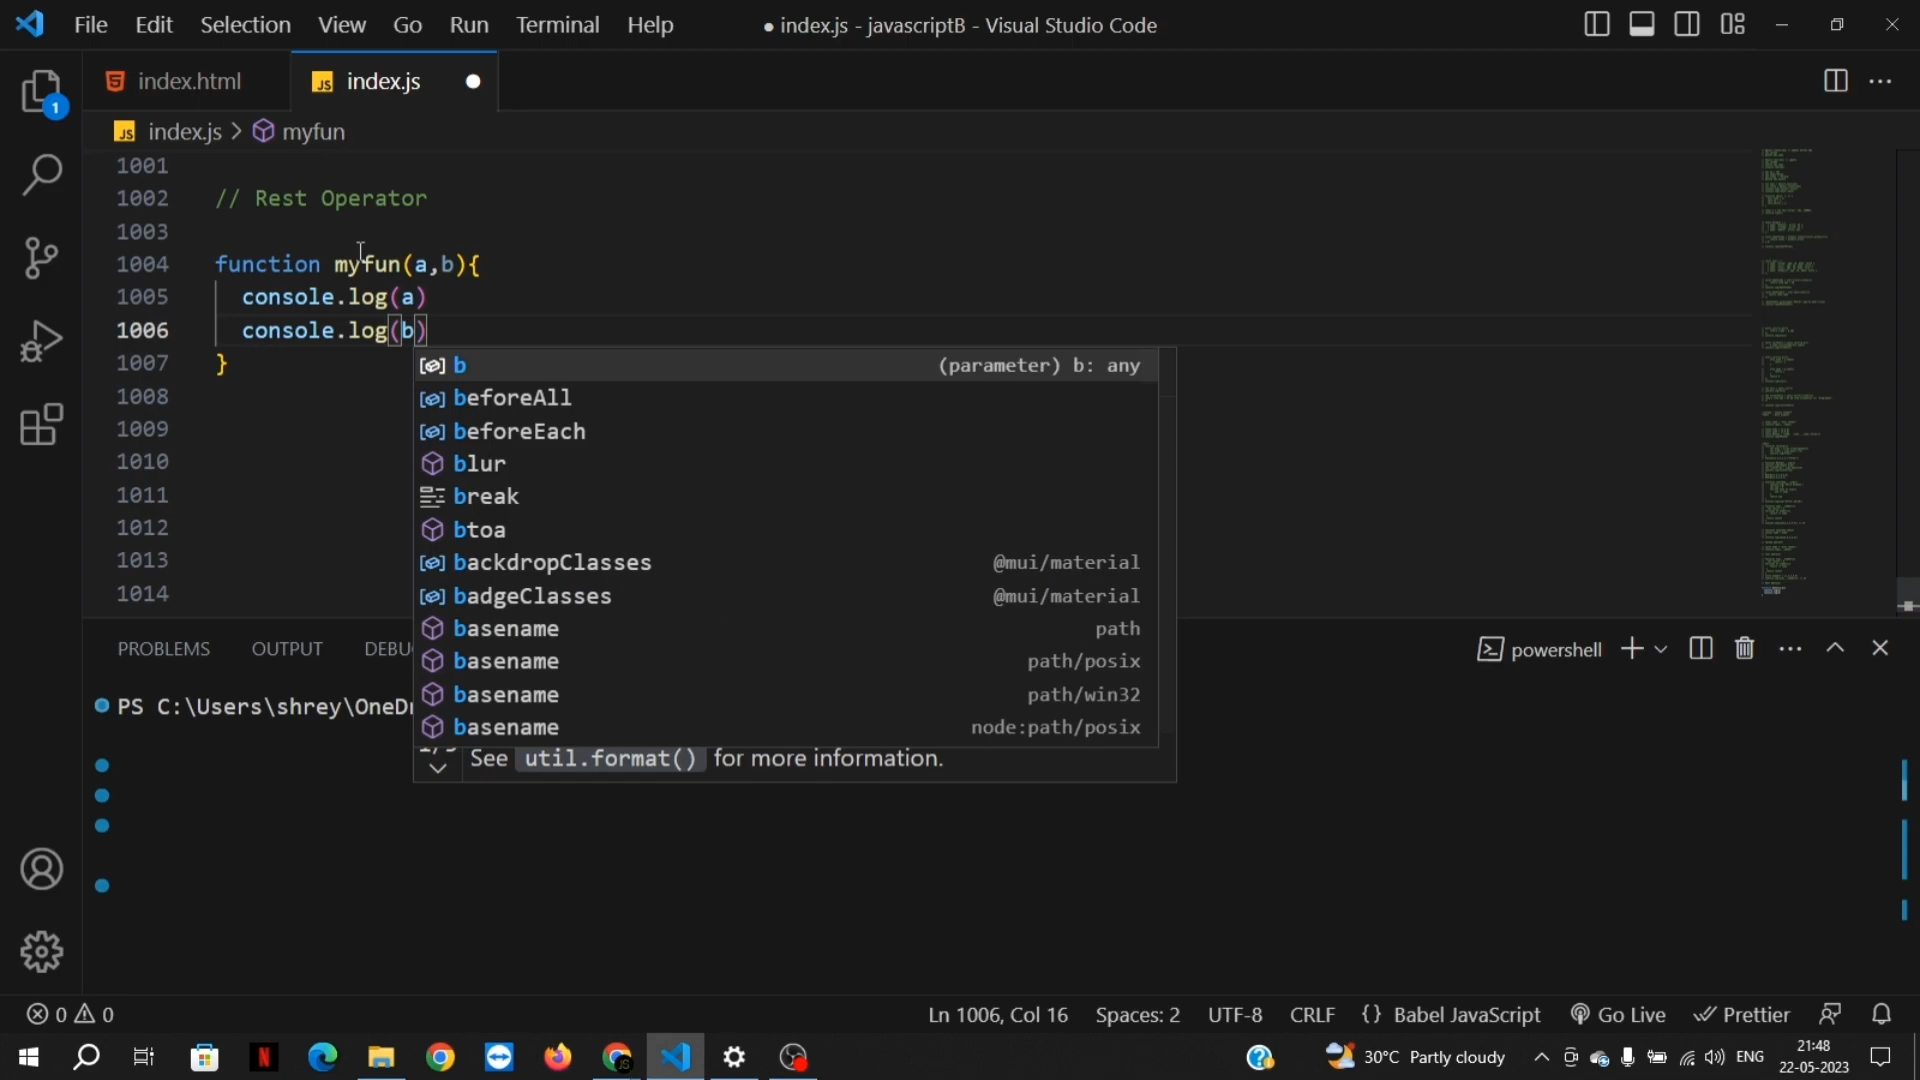 File Edit Selection View Go Run Terminal Help ● index.js - javascriptB - Visual Studio Code
index.html JS index.js
JS index.js > myfun
1001
1002 // Rest Operator
1003
1004 function myfun(a,b){
1005 console.log(a)
1006 console.log(b)
1007 }
1008
1009
1010
1011
1012
1013
1014
b (parameter) b: any
beforeAll
beforeEach
blur
break
btoa
backdropClasses @mui/material
badgeClasses @mui/material
basename path
basename path/posix
basename path/win32
basename node:path/posix
See util.format() for more information.
PROBLEMS OUTPUT DEBU powershell
PS C:\Users\shrey\OneDr
0 0 Ln 1006, Col 16 Spaces: 2 UTF-8 CRLF {} Babel JavaScript Go Live Prettier
30°C Partly cloudy ENG 21:48
22-05-2023